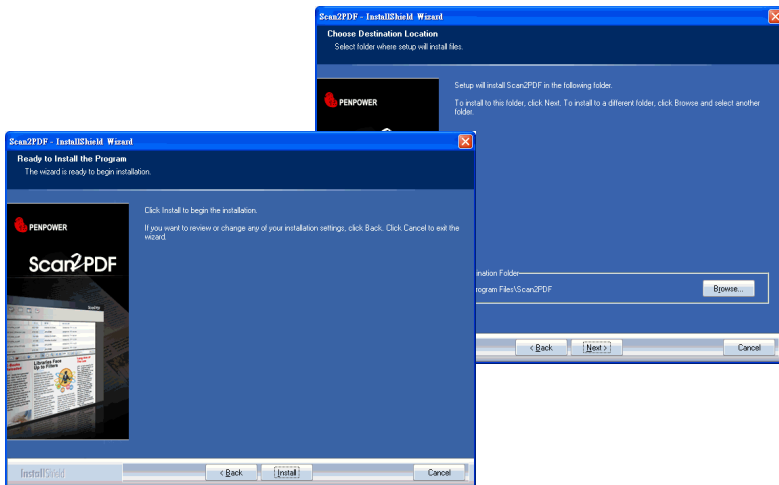 Scan2PDF - InstallShield Wizard
Choose Destination Location
Select folder where setup will install files.
PENPOWER
Setup will install Scan2PDF in the following folder.
To install to this folder, click Next. To install to a different folder, click Browse and select another
folder.
ination Folder
rogram Files\Scan2PDF
Browse...
< Back
Next >
Cancel
Scan2PDF - InstallShield Wizard
Ready to Install the Program
The wizard is ready to begin installation.
PENPOWER
Scan2PDF
Click Install to begin the installation.
If you want to review or change any of your installation settings, click Back. Click Cancel to exit the
wizard.
Libraries Face
Up to Filters
InstallShield
< Back
Install
Cancel